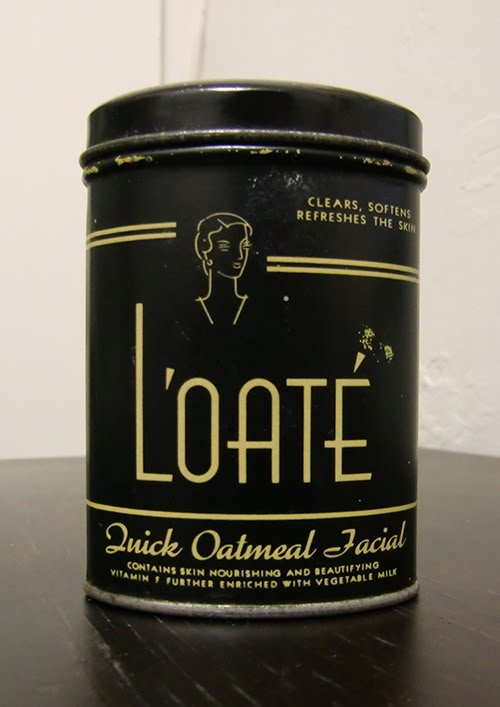 CLEARS, SOFTENS
REFRESHES THE SKIN
L'OATÉ
Quick Oatmeal Facial
CONTAINS SKIN NOURISHING AND BEAUTIFYING
VITAMIN F FURTHER ENRICHED WITH VEGETABLE MILK